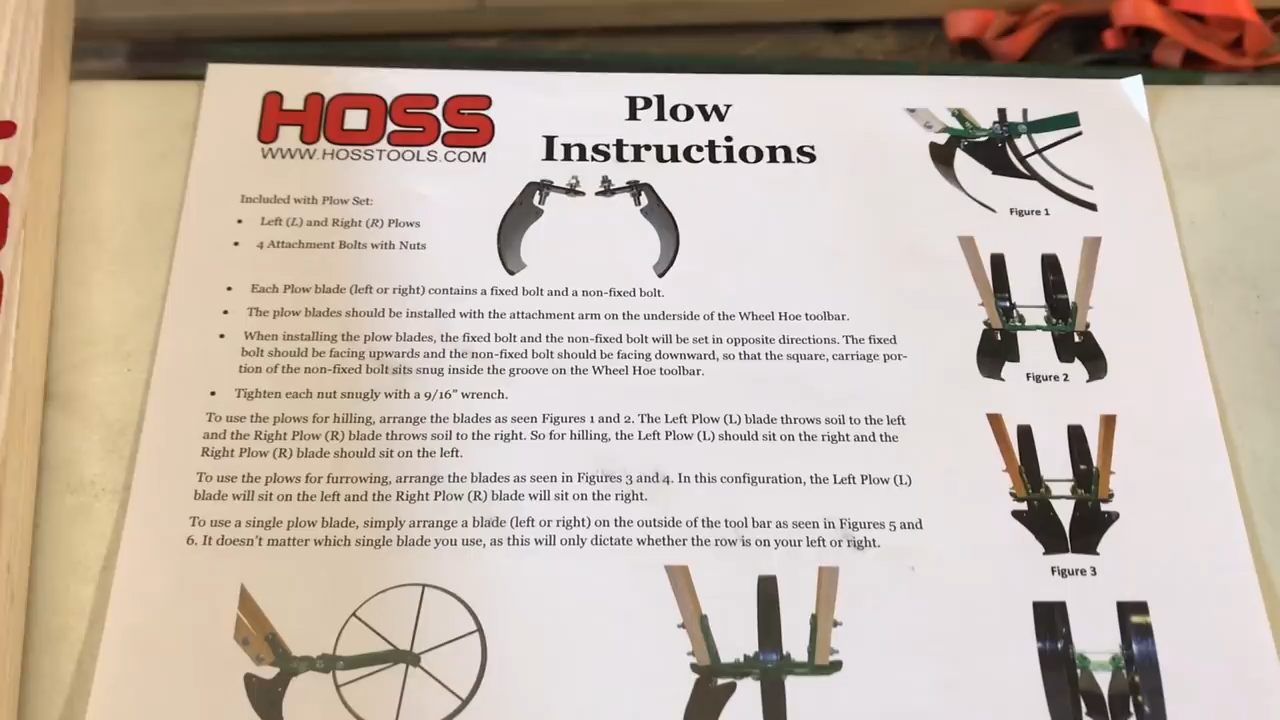 HOSS
WWW.HOSSTOOLS.COM
Plow
Instructions
Included with Plow Set:
• Left (L) and Right (R) Plows
• 4 Attachment Bolts with Nuts
• Each Plow blade (left or right) contains a fixed bolt and a non-fixed bolt.
• The plow blades should be installed with the attachment arm on the underside of the Wheel Hoe toolbar.
• When installing the plow blades, the fixed bolt and the non-fixed bolt will be set in opposite directions. The fixed
bolt should be facing upwards and the non-fixed bolt should be facing downward, so that the square, carriage por-
tion of the non-fixed bolt sits snug inside the groove on the Wheel Hoe toolbar.
• Tighten each nut snugly with a 9/16” wrench.
To use the plows for hilling, arrange the blades as seen Figures 1 and 2. The Left Plow (L) blade throws soil to the left
and the Right Plow (R) blade throws soil to the right. So for hilling, the Left Plow (L) should sit on the right and the
Right Plow (R) blade should sit on the left.
To use the plows for furrowing, arrange the blades as seen in Figures 3 and 4. In this configuration, the Left Plow (L)
blade will sit on the left and the Right Plow (R) blade will sit on the right.
To use a single plow blade, simply arrange a blade (left or right) on the outside of the tool bar as seen in Figures 5 and
6. It doesn't matter which single blade you use, as this will only dictate whether the row is on your left or right.
Figure 1
Figure 2
Figure 3